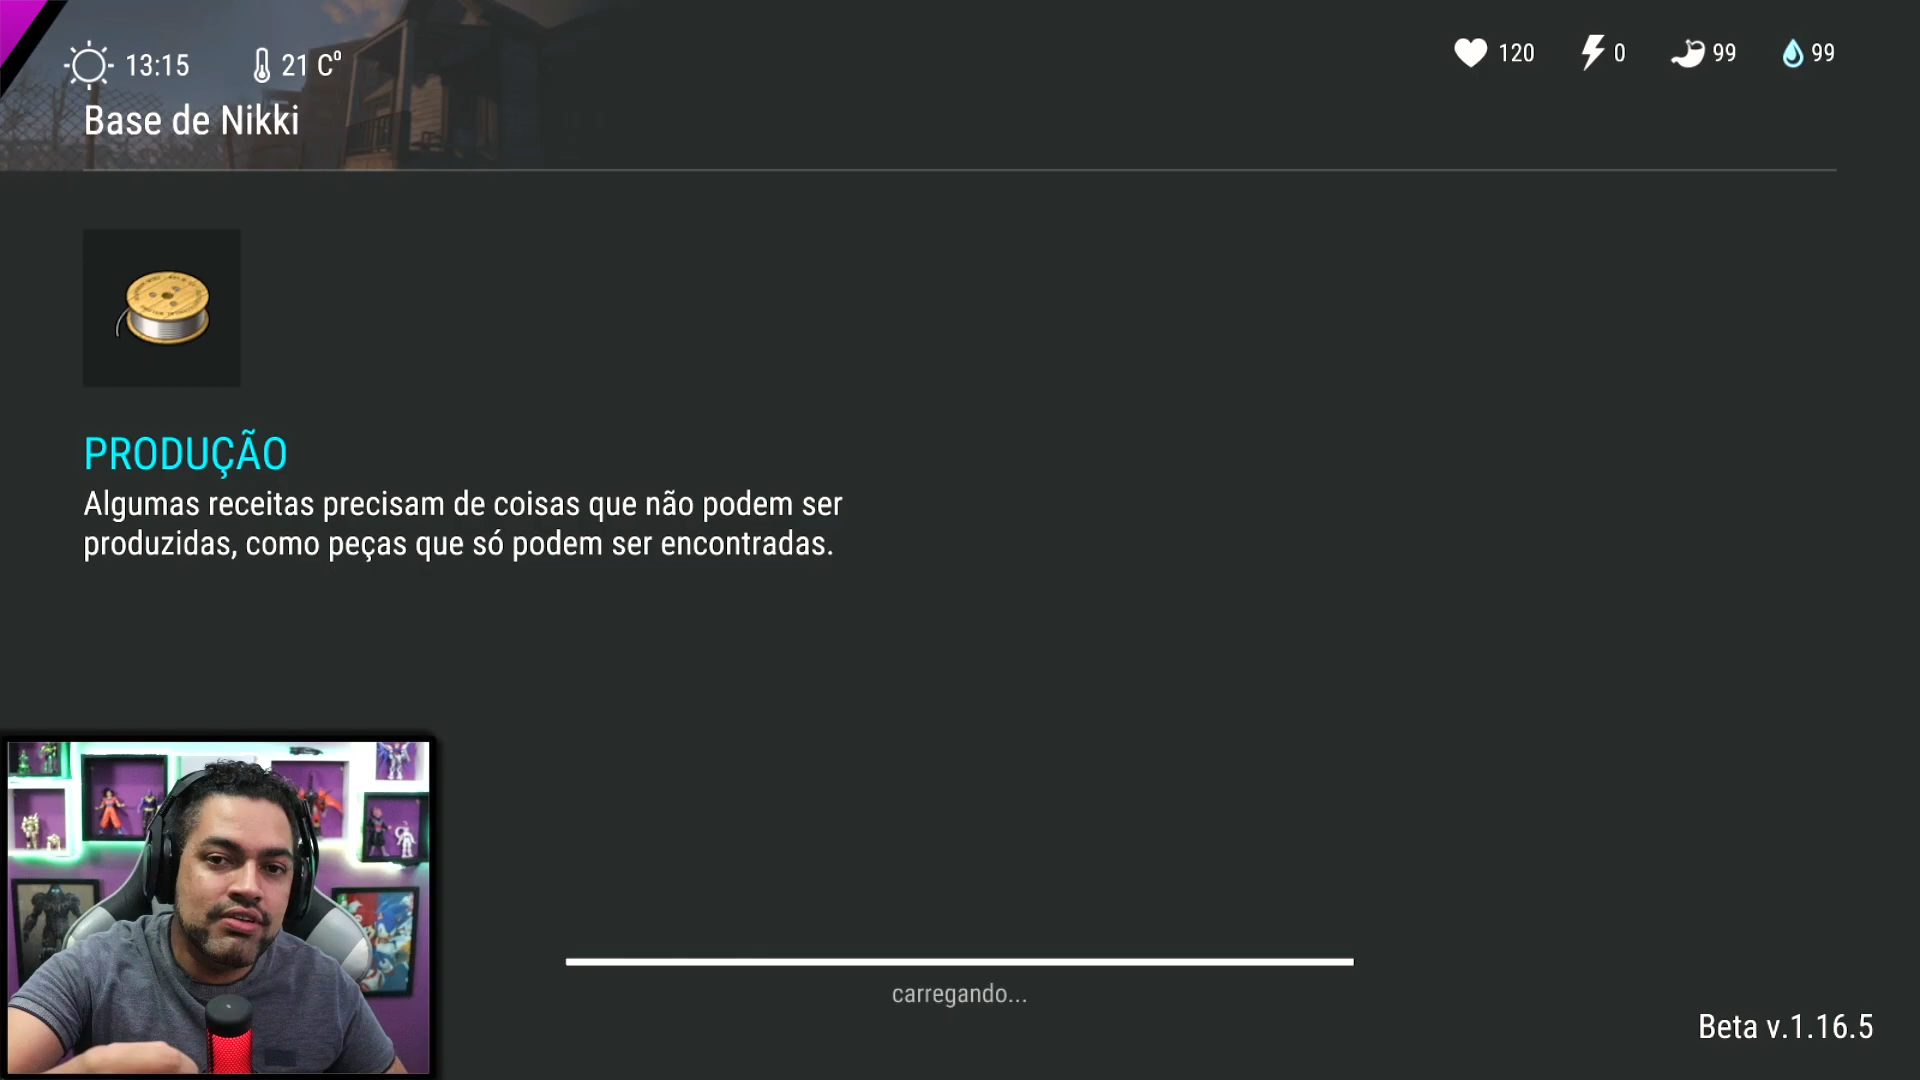 13:15 21 Cº
120 0 99 99
Base de Nikki
PRODUÇÃO
Algumas receitas precisam de coisas que não podem ser
produzidas, como peças que só podem ser encontradas.
carregando...
Beta v.1.16.5